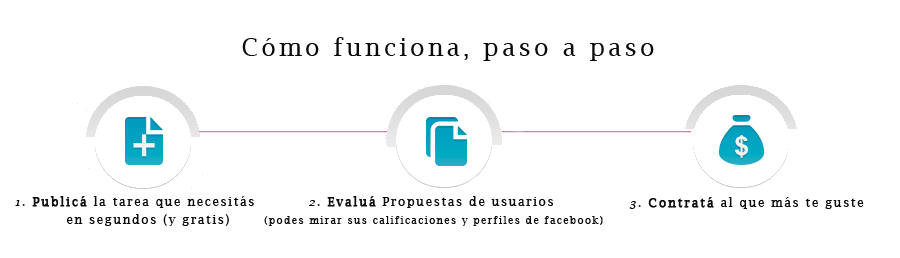 Cómo funciona, paso a paso
$
1. Publicá la tarea que necesitás
en segundos (y gratis)
2. Evaluá Propuestas de usuarios
(podes mirar sus calificaciones y perfiles de facebook)
3. Contratá al que más te guste